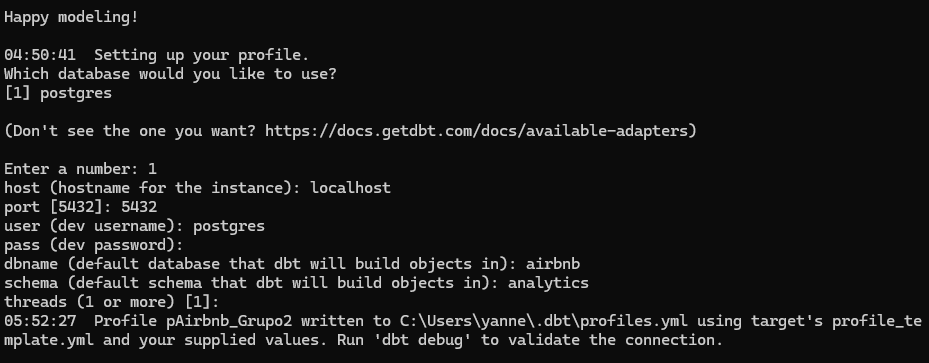 Happy modeling!
04:50:41  Setting up your profile.
Which database would you like to use?
[1] postgres
(Don't see the one you want? https://docs.getdbt.com/docs/available-adapters)
Enter a number: 1
host (hostname for the instance): localhost
port [5432]: 5432
user (dev username): postgres
pass (dev password):
dbname (default database that dbt will build objects in): airbnb
schema (default schema that dbt will build objects in): analytics
threads (1 or more) [1]:
05:52:27  Profile pAirbnb_Grupo2 written to C:\Users\yanne\.dbt\profiles.yml using target's profile_te
mplate.yml and your supplied values. Run 'dbt debug' to validate the connection.